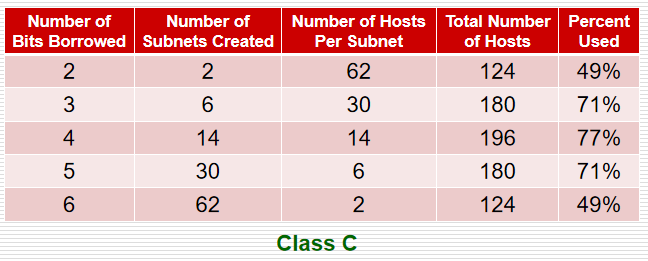 Number of Bits Borrowed Number of Subnets Created Number of Hosts Per Subnet Total Number of Hosts Percent Used
2 2 62 124 49%
3 6 30 180 71%
4 14 14 196 77%
5 30 6 180 71%
6 62 2 124 49%
Class C